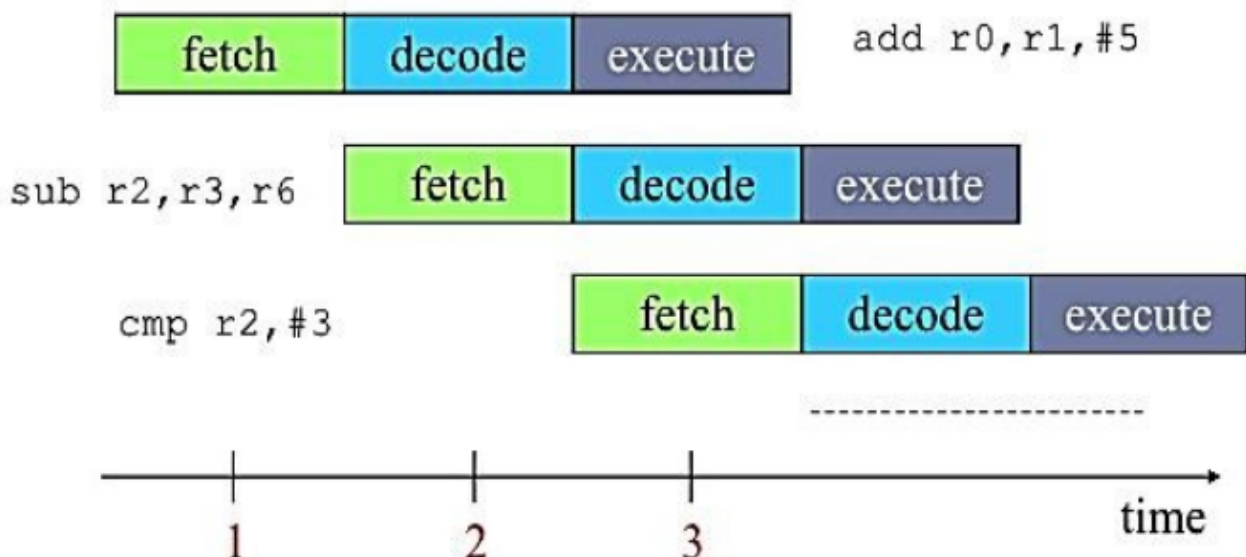 fetch decode execute add r0,r1,#5
sub r2,r3,r6 fetch decode execute
cmp r2,#3 fetch decode execute
------------------------
1 2 3 time